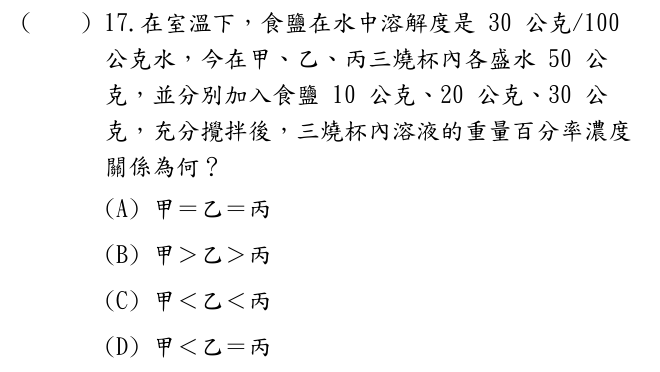 (　　)17.在室溫下，食鹽在水中溶解度是 30 公克/100
公克水，今在甲、乙、丙三燒杯內各盛水 50 公
克，並分別加入食鹽 10 公克、20 公克、30 公
克，充分攪拌後，三燒杯內溶液的重量百分率濃度
關係為何？
(A) 甲＝乙＝丙
(B) 甲＞乙＞丙
(C) 甲＜乙＜丙
(D) 甲＜乙＝丙